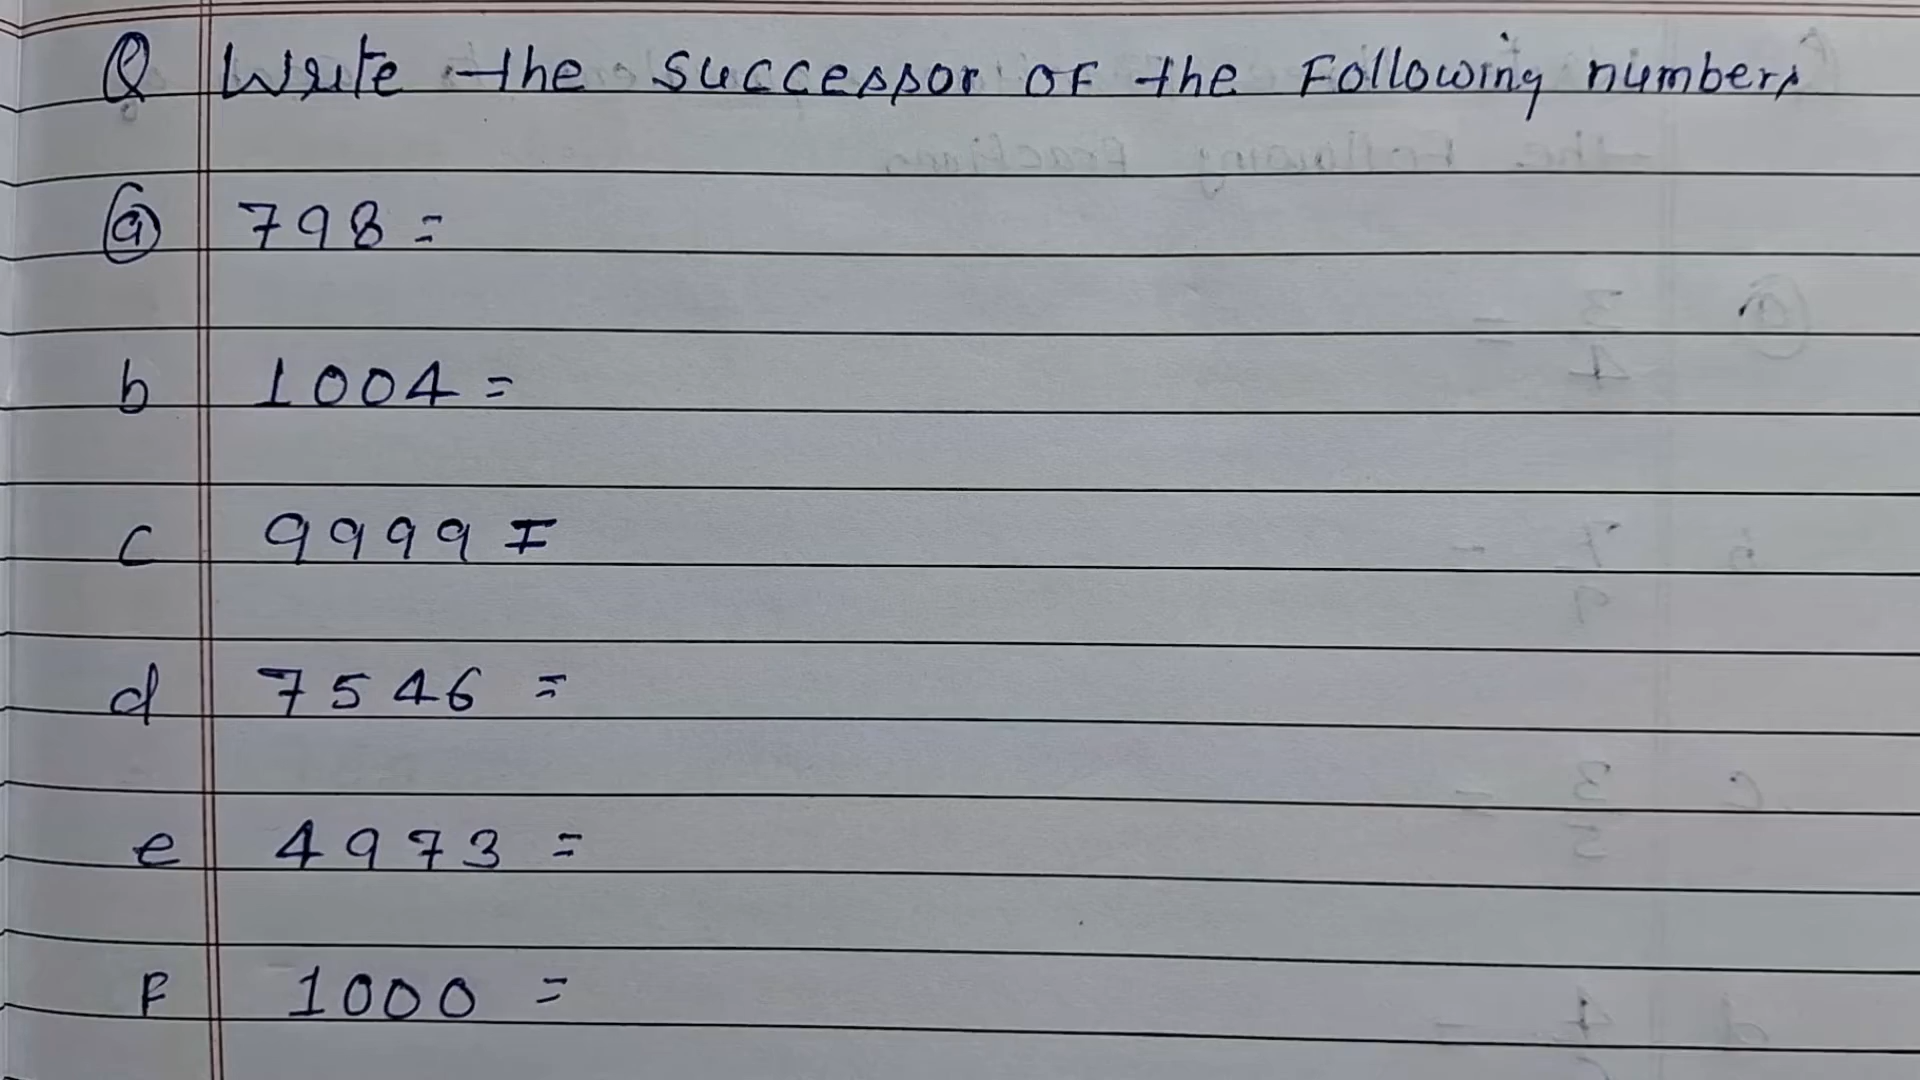 Q Write the successor of the Following numbers
a 798 =
b 1004 =
c 9999 =
d 7546 =
e 4973 =
F 1000 =